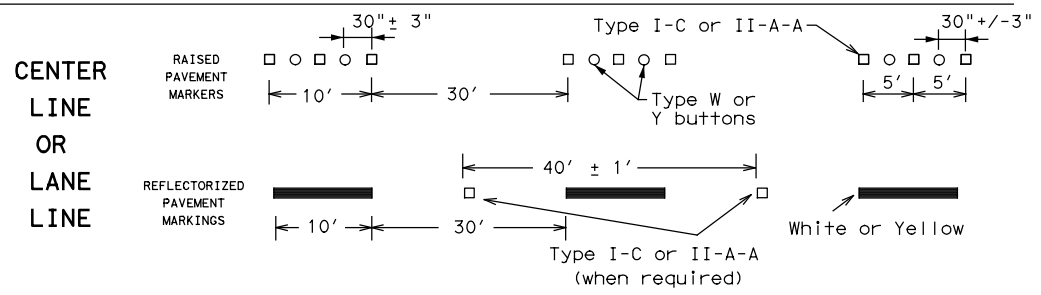 CENTER
LINE
OR
LANE
LINE
RAISED
PAVEMENT
MARKERS
30"± 3"
Type I-C or II-A-A
30"+/-3"
10'
30'
Type W or
Y buttons
5'
5'
REFLECTORIZED
PAVEMENT
MARKINGS
40' ± 1'
10'
30'
Type I-C or II-A-A
(when required)
White or Yellow